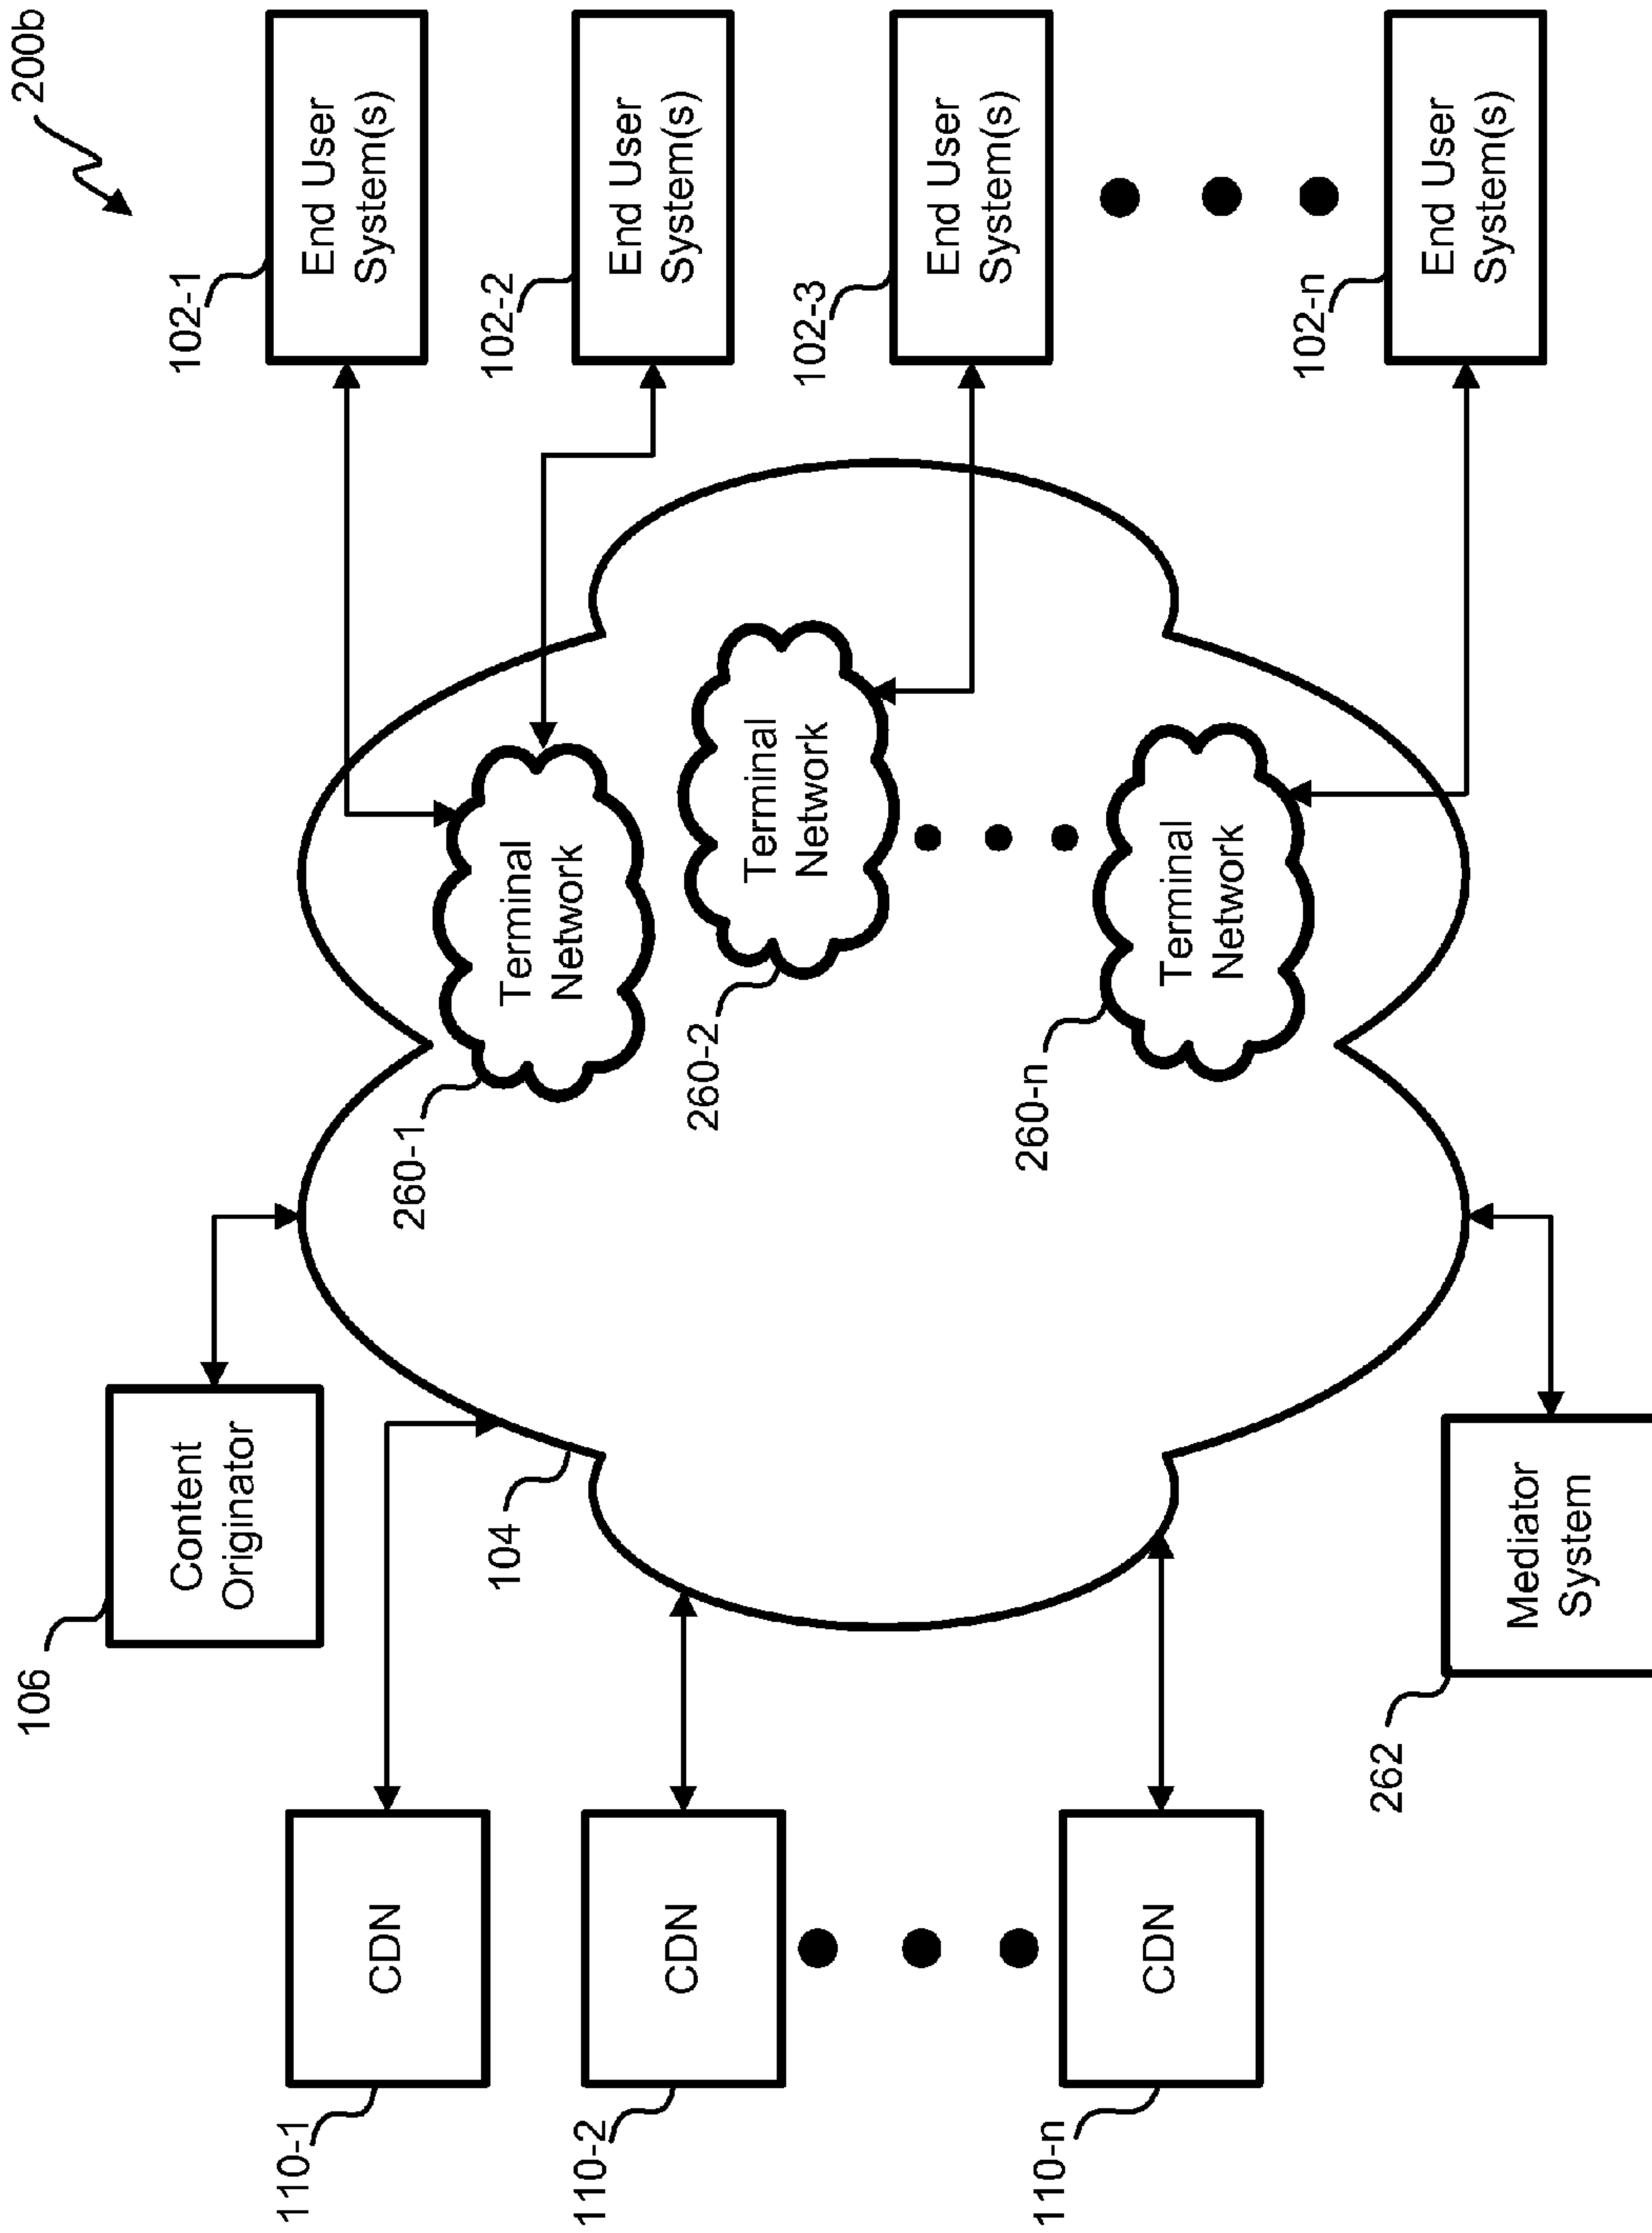 200b
106
Content
Originator
102-1
End User
System(s)
110-1
CDN
104
260-1
Terminal
Network
102-2
End User
System(s)
110-2
CDN
260-2
Terminal
Network
102-3
End User
System(s)
110-n
CDN
260-n
Terminal
Network
102-n
End User
System(s)
262
Mediator
System